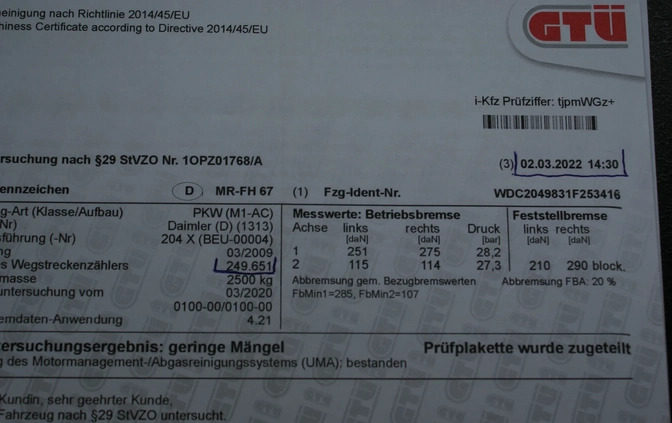 einigung nach Richtlinie 2014/45/EU
hiness Certificate according to Directive 2014/45/EU
GTÜ
i-Kfz Prüfziffer: tjpmWGz+
rsuchung nach §29 StVZO Nr. 1OPZ01768/A
(3) 02.03.2022 14:30
ennzeichen D MR-FH 67 (1) Fzg-Ident-Nr. WDC2049831F253416
g-Art (Klasse/Aufbau) PKW (M1-AC) Messwerte: Betriebsbremse Feststellbremse
Nr) Daimler (D) (1313) Achse links rechts Druck links rechts
führung (-Nr) 204 X (BEU-00004) [daN] [daN] [bar] [daN] [daN]
ng 03/2009 1 251 275 28,2
es Wegstreckenzählers 249.651 2 115 114 27,3 210 290 block.
masse 2500 kg Abbremsung gem. Bezugbremswerten Abbremsung FBA: 20 %
untersuchung vom 03/2020 FbMin1=285, FbMin2=107
0100-00/0100-00
emdaten-Anwendung 4.21
ersuchungsergebnis: geringe Mängel Prüfplakette wurde zugeteilt
g des Motormanagement-/Abgasreinigungssystems (UMA): bestanden
Kundin, sehr geehrter Kunde,
Fahrzeug nach §29 StVZO untersucht.